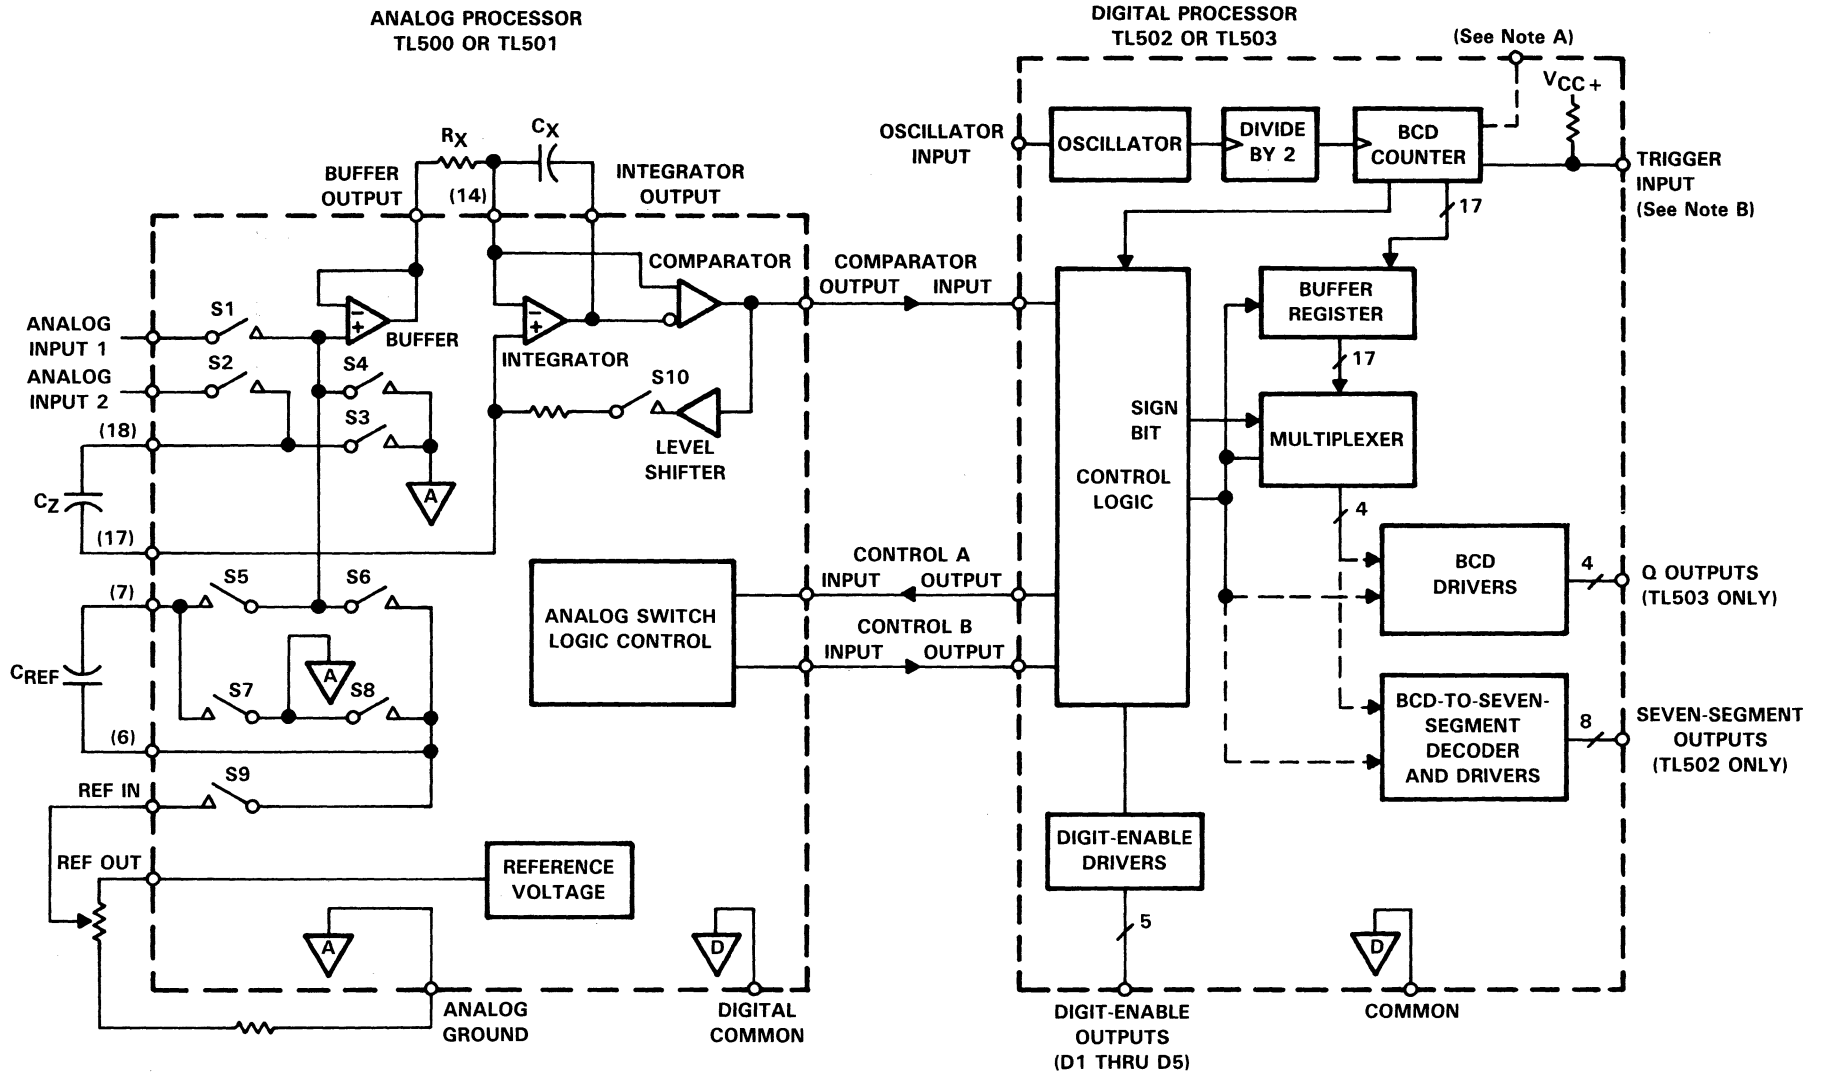 ANALOG PROCESSOR
TL500 OR TL501
DIGITAL PROCESSOR
TL502 OR TL503
(See Note A)
VCC+
RX
CX
BUFFER
OUTPUT
(14)
INTEGRATOR
OUTPUT
OSCILLATOR
INPUT
OSCILLATOR
DIVIDE
BY 2
BCD
COUNTER
TRIGGER
INPUT
(See Note B)
17
COMPARATOR
COMPARATOR
OUTPUT INPUT
ANALOG
INPUT 1
S1
−
+
BUFFER
−
+
INTEGRATOR
BUFFER
REGISTER
17
ANALOG
INPUT 2
S2
S4
S3
S10
LEVEL
SHIFTER
SIGN
BIT
MULTIPLEXER
CONTROL
LOGIC
(18)
CZ
A
(17)
4
CONTROL A
INPUT OUTPUT
BCD
DRIVERS
4
Q OUTPUTS
(TL503 ONLY)
(7)
S5
S6
ANALOG SWITCH
LOGIC CONTROL
CONTROL B
INPUT OUTPUT
CREF
A
S7
S8
(6)
BCD-TO-SEVEN-
SEGMENT
DECODER
AND DRIVERS
8
SEVEN-SEGMENT
OUTPUTS
(TL502 ONLY)
REF IN
S9
REF OUT
REFERENCE
VOLTAGE
DIGIT-ENABLE
DRIVERS
5
A
D
D
ANALOG
GROUND
DIGITAL
COMMON
DIGIT-ENABLE
OUTPUTS
(D1 THRU D5)
COMMON